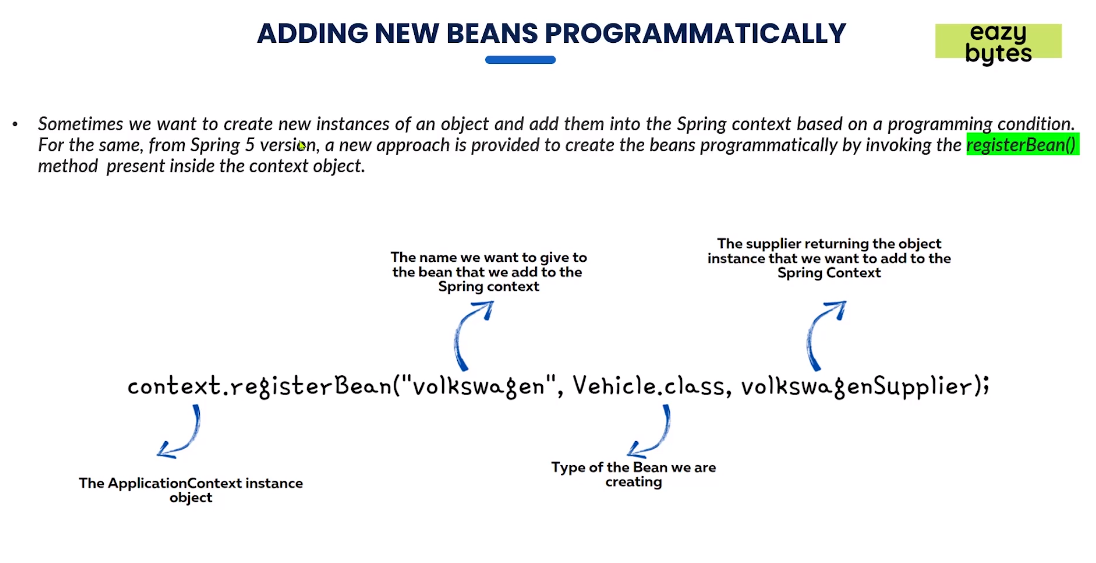 ADDING NEW BEANS PROGRAMMATICALLY
eazy
bytes
• Sometimes we want to create new instances of an object and add them into the Spring context based on a programming condition.
For the same, from Spring 5 version, a new approach is provided to create the beans programmatically by invoking the registerBean()
method present inside the context object.
The name we want to give to
the bean that we add to the
Spring context
The supplier returning the object
instance that we want to add to the
Spring Context
context.registerBean("volkswagen", Vehicle.class, volkswagenSupplier);
The ApplicationContext instance
object
Type of the Bean we are
creating